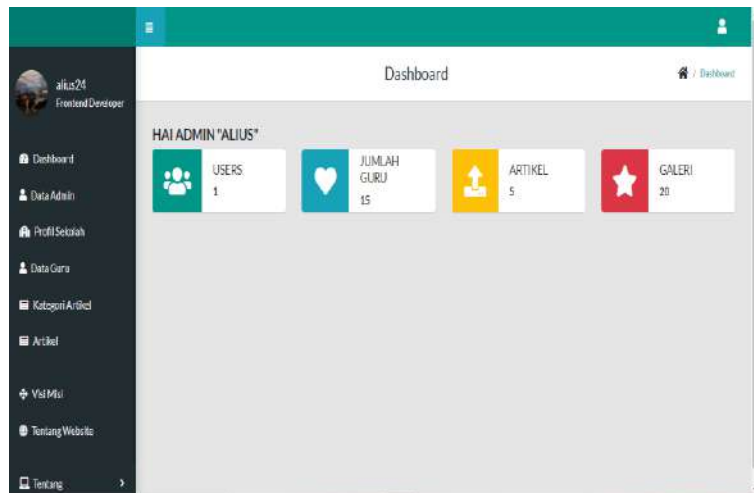 alius24
Frontend Developer
Dashboard
Data Admin
Profil Sekolah
Data Guru
Kategori Artikel
Artikel
Visi Misi
Tentang Website
Tentang
Dashboard
/ Dashboard
HAI ADMIN "ALIUS"
USERS
1
JUMLAH
GURU
15
ARTIKEL
5
GALERI
20